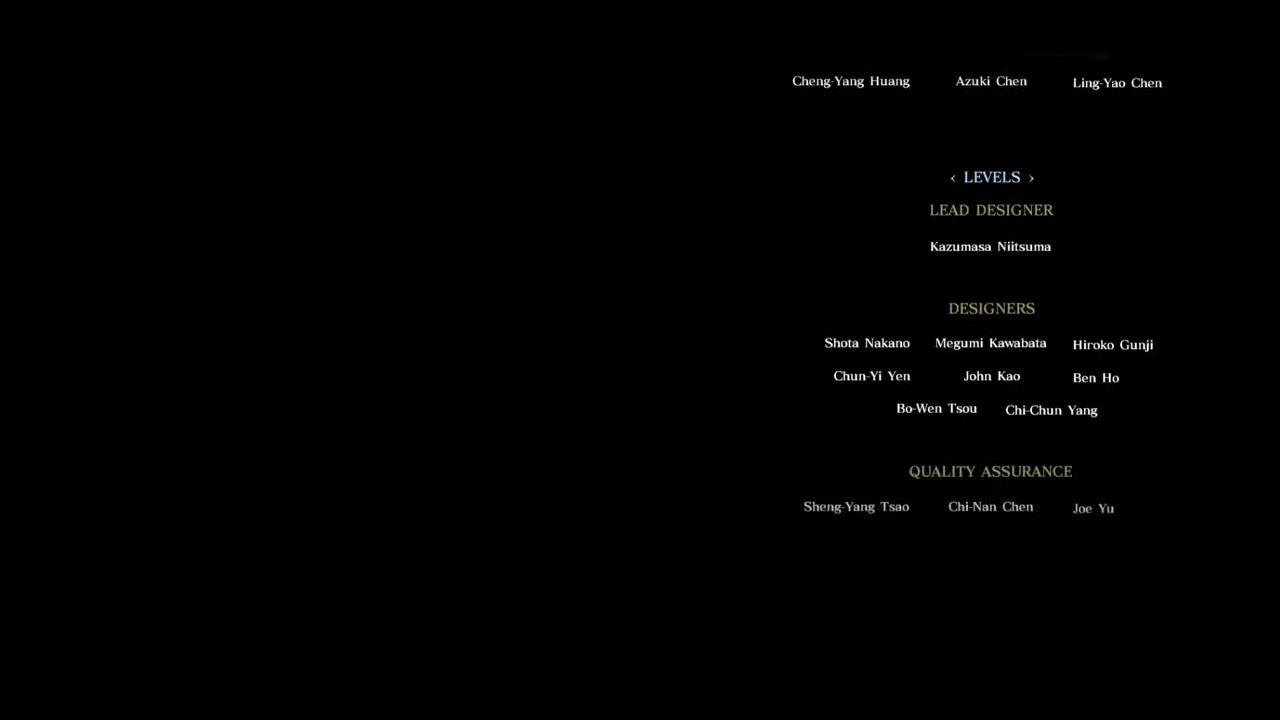 Cheng-Yang Huang Azuki Chen Ling-Yao Chen
‹ LEVELS ›
LEAD DESIGNER
Kazumasa Niitsuma
DESIGNERS
Shota Nakano Megumi Kawabata Hiroko Gunji
Chun-Yi Yen John Kao Ben Ho
Bo-Wen Tsou Chi-Chun Yang
QUALITY ASSURANCE
Sheng-Yang Tsao Chi-Nan Chen Joe Yu